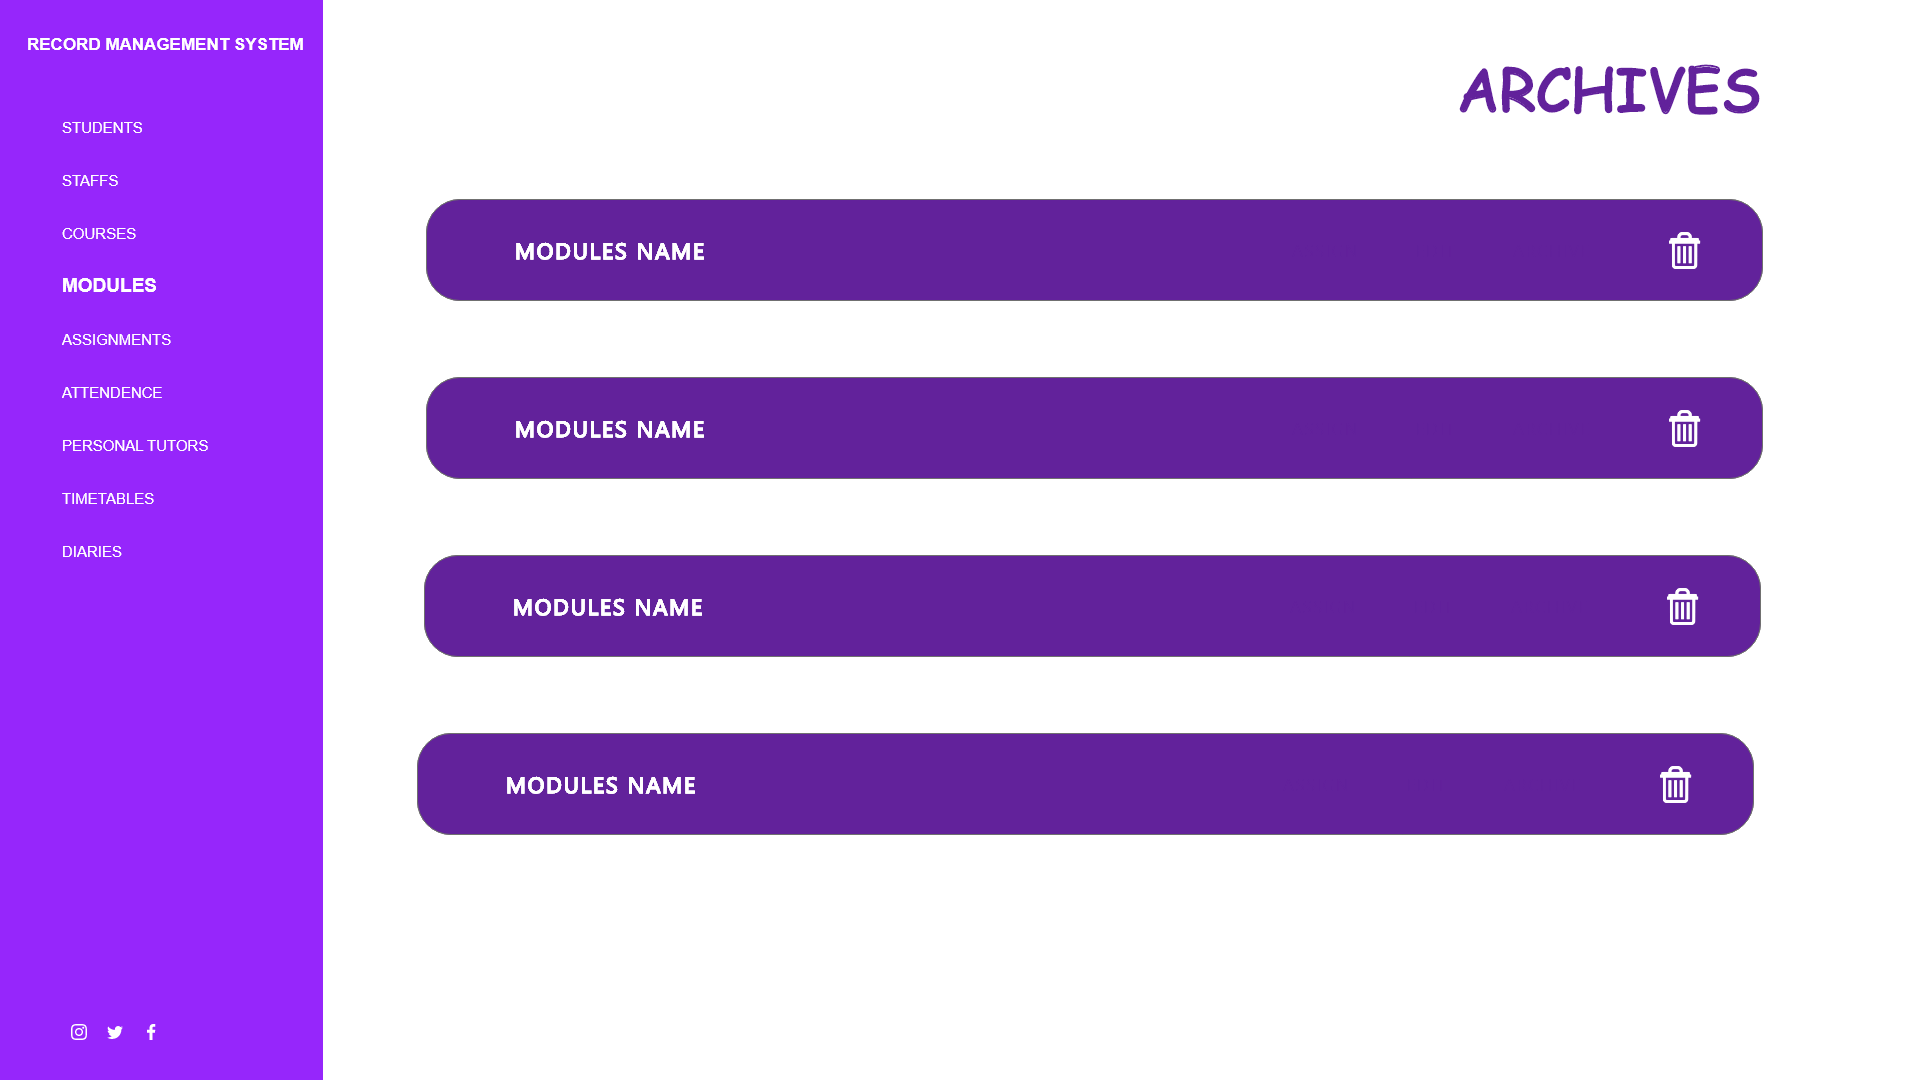 RECORD MANAGEMENT SYSTEM
STUDENTS
STAFFS
COURSES
MODULES
ASSIGNMENTS
ATTENDENCE
PERSONAL TUTORS
TIMETABLES
DIARIES
ARCHIVES
MODULES NAME
MODULES NAME
MODULES NAME
MODULES NAME